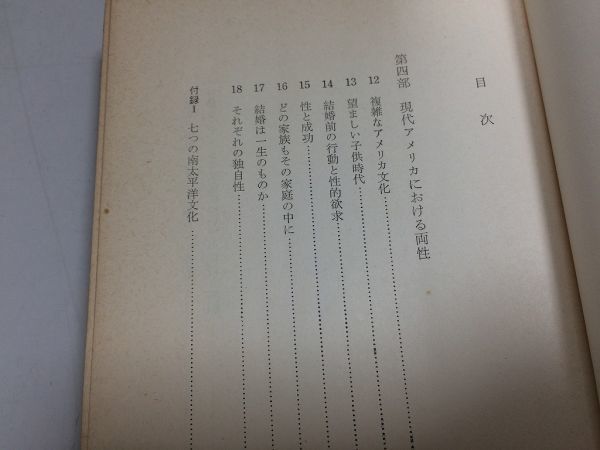 目次
第四部 現代アメリカにおける両性
12 複雑なアメリカ文化
13 望ましい子供時代
14 結婚前の行動と性的欲求
15 性と成功
16 どの家族もその家庭の中に
17 結婚は一生のものか
18 それぞれの独自性
付録Ⅰ 七つの南太平洋文化